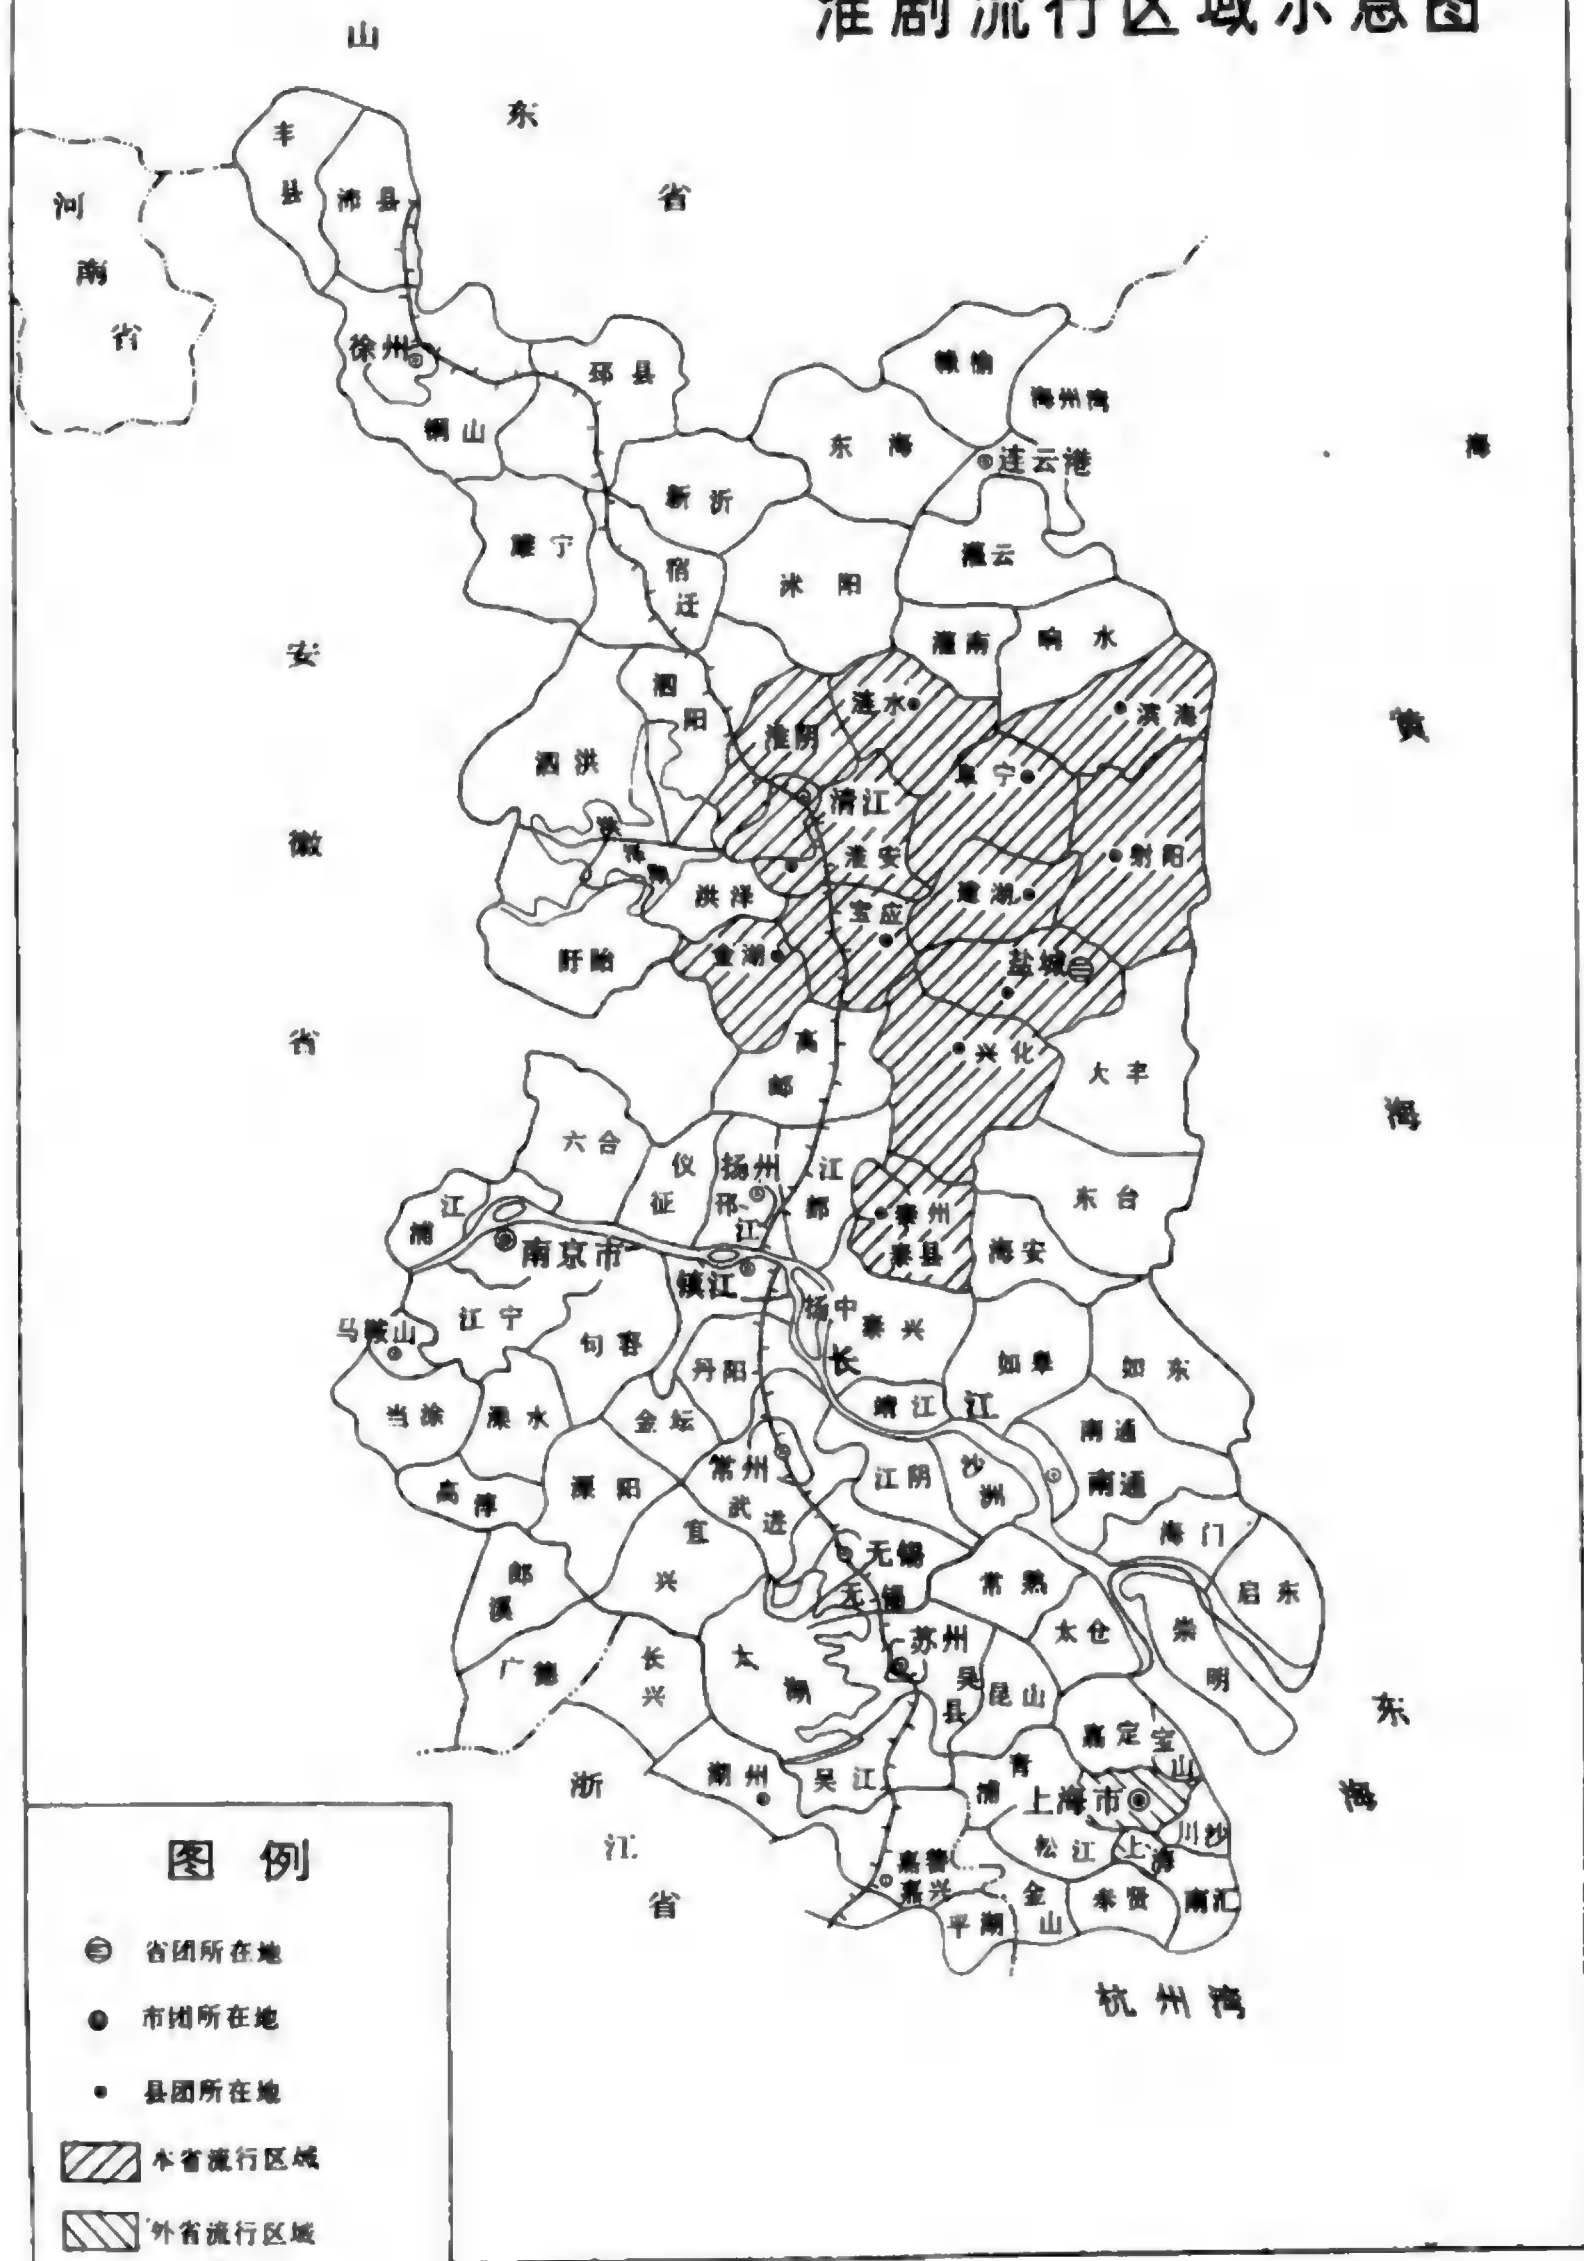 淮剧流行区域示意图
山东省
河南省
丰县
沛县
徐州
铜山
邳县
赣榆
海州湾
东海
连云港
海
新沂
睢宁
宿迁
沭阳
灌云
灌南
响水
安徽省
泗阳
泗洪
涟水
滨海
黄
淮阴
阜宁
清江
淮安
射阳
洪泽
建湖
宝应
盱眙
金湖
盐城
高邮
兴化
大丰
海
六合
仪征
扬州
邗江
江都
泰州
泰县
东台
海安
江浦
南京市
镇江
扬中
马鞍山
江宁
句容
丹阳
泰兴
长江
如皋
如东
当涂
溧水
金坛
靖江
南通
高淳
溧阳
常州
武进
江阴
沙洲
南通
宜兴
海门
无锡
无锡
常熟
启东
郎溪
太仓
崇明
苏州
广德
长兴
太湖
吴县
昆山
东海
嘉定
宝山
浙江省
湖州
吴江
青浦
上海市
川沙
松江
上海
嘉善
嘉兴
金山
奉贤
南汇
平湖
杭州湾
图例
省团所在地
市团所在地
县团所在地
本省流行区域
外省流行区域